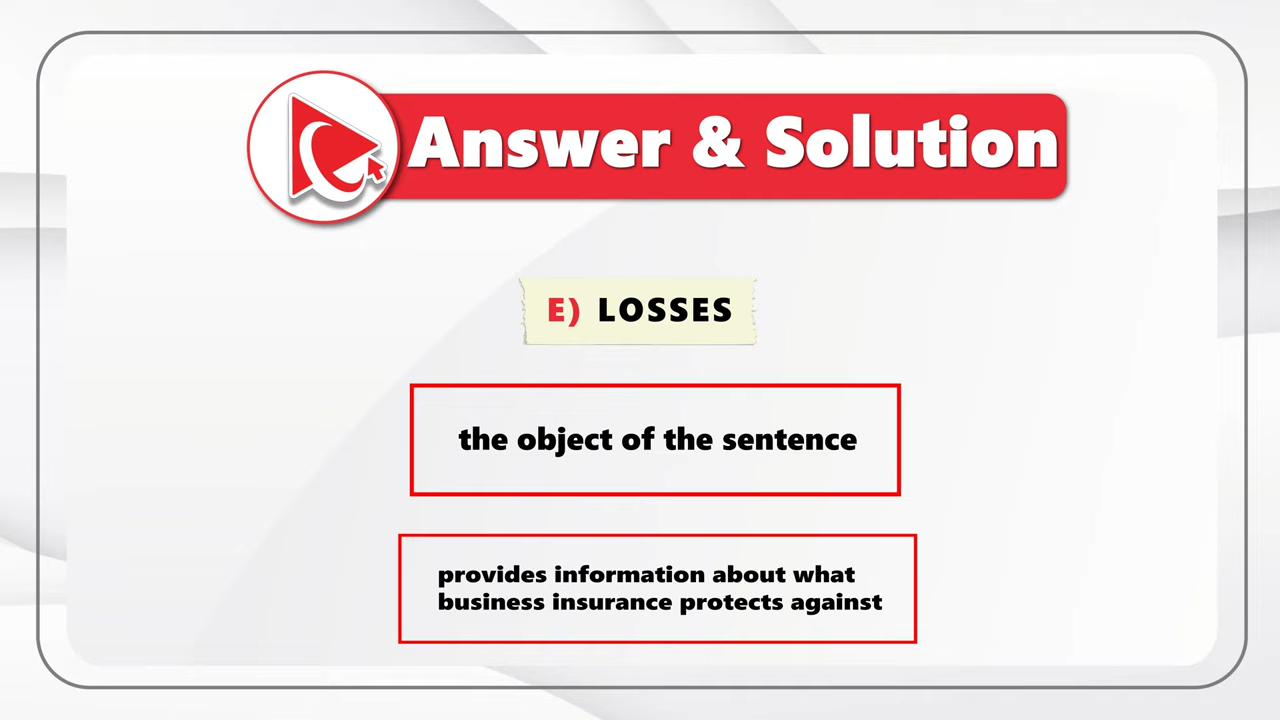 Answer & Solution
E) LOSSES
the object of the sentence
provides information about what
business insurance protects against